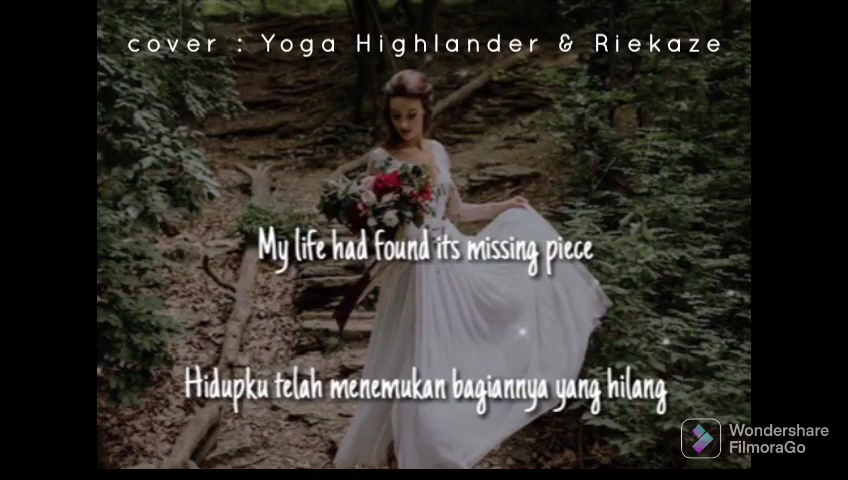 cover : Yoga Highlander & Riekaze
My life had found its missing piece
Hidupku telah menemukan bagiannya yang hilang
Wondershare
FilmoraGo